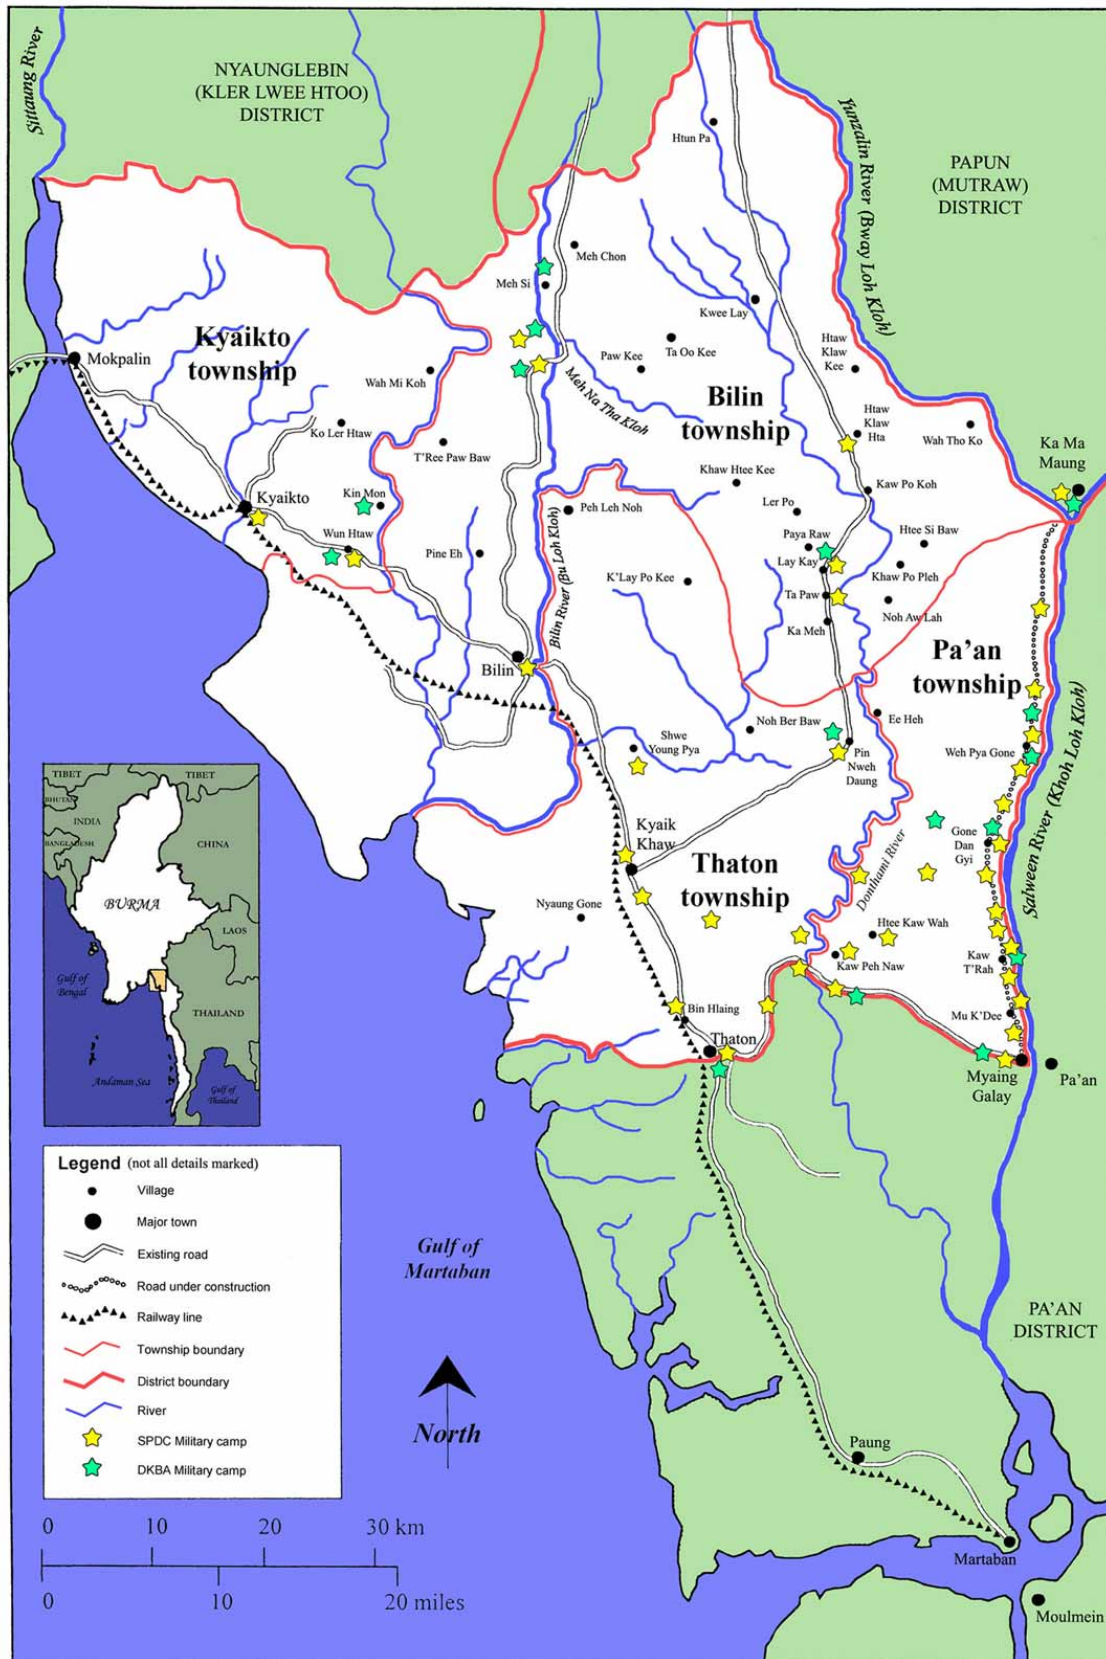 Sittaung River
NYAUNGLEBIN
(KLER LWEE HTOO)
DISTRICT
Htun Pa
Yunzalin River (Bway Loh Kloh)
PAPUN
(MUTRAW)
DISTRICT
Meh Chon
Meh Si
Kwee Lay
Kyaikto
township
Mokpalin
Ta Oo Kee
Htaw
Klaw
Kee
Paw Kee
Wah Mi Koh
Meh Na Tha Kloh
Bilin
township
Ko Ler Htaw
T'Ree Paw Baw
Htaw
Klaw
Hta
Wah Tho Ko
Ka Ma
Maung
Khaw Htee Kee
Kaw Po Koh
Kyaikto
Kin Mon
Peh Leh Noh
Ler Po
Wun Htaw
Pine Eh
Bilin River (Bu Loh Kloh)
Paya Raw
Htee Si Baw
Lay Kay
Khaw Po Pleh
K'Lay Po Kee
Ta Paw
Noh Aw Lah
Ka Meh
Bilin
Pa'an
township
Noh Ber Baw
Ee Heh
Shwe
Young Pya
Pin
Nweh
Daung
Weh Pya Gone
Salween River (Khoh Loh Kloh)
Kyaik
Khaw
Gone
Dan
Gyi
Thaton
township
Donthami River
Nyaung Gone
Htee Kaw Wah
Kaw Peh Naw
Kaw
T'Rah
Bin Hlaing
Mu K'Dee
Thaton
Myaing
Galay
Pa'an
TIBET
TIBET
BHUTAN
INDIA
BANGLADESH
CHINA
BURMA
LAOS
Gulf of
Bengal
THAILAND
Andaman Sea
Gulf of
Thailand
Legend (not all details marked)
Village
Major town
Existing road
Road under construction
Railway line
Township boundary
District boundary
River
SPDC Military camp
DKBA Military camp
Gulf of
Martaban
North
PA'AN
DISTRICT
Paung
Martaban
Moulmein
0 10 20 30 km
0 10 20 miles